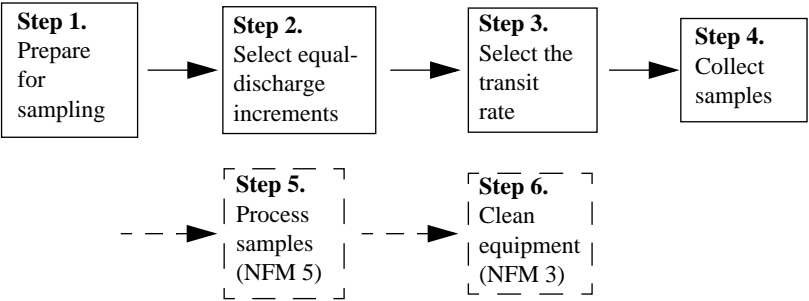 Step 1.
Prepare
for
sampling
Step 2.
Select equal-
discharge
increments
Step 3.
Select the
transit
rate
Step 4.
Collect
samples
Step 5.
Process
samples
(NFM 5)
Step 6.
Clean
equipment
(NFM 3)